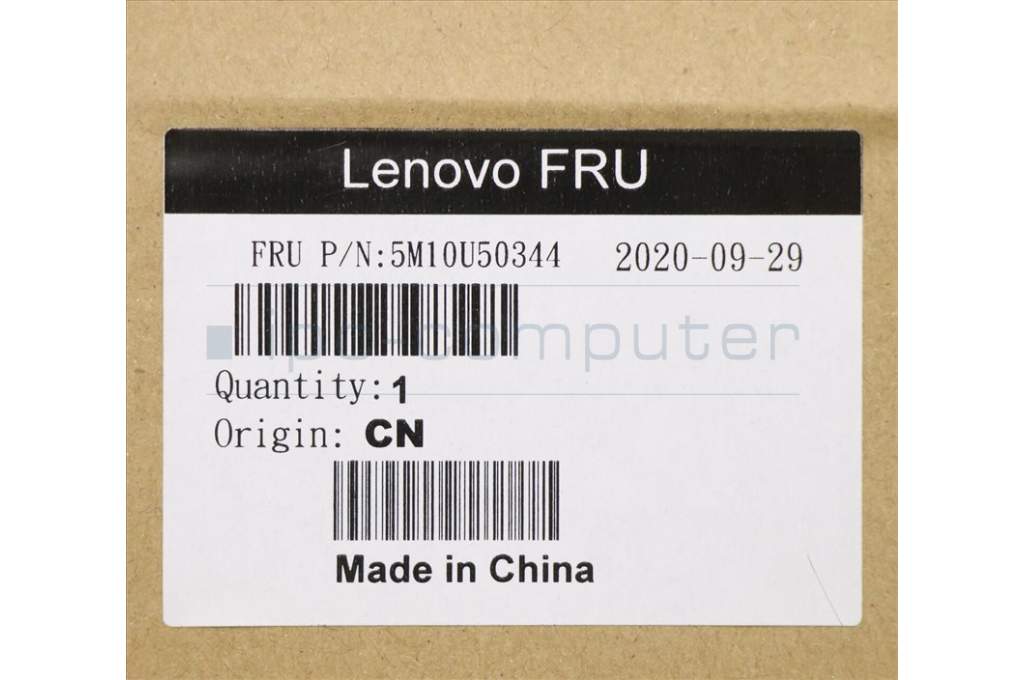 Lenovo FRU
FRU P/N:5M10U50344 2020-09-29
ipc-computer
Quantity:1
Origin: CN
Made in China